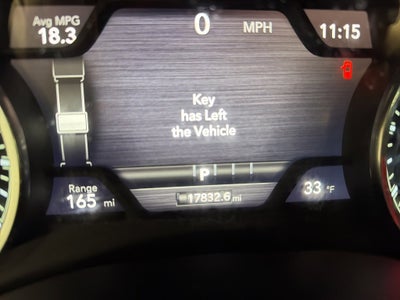 Avg MPG
18.3
0 MPH
11:15
Key
has Left
the Vehicle
P
Range
165 mi
17832.6 mi
33 °F